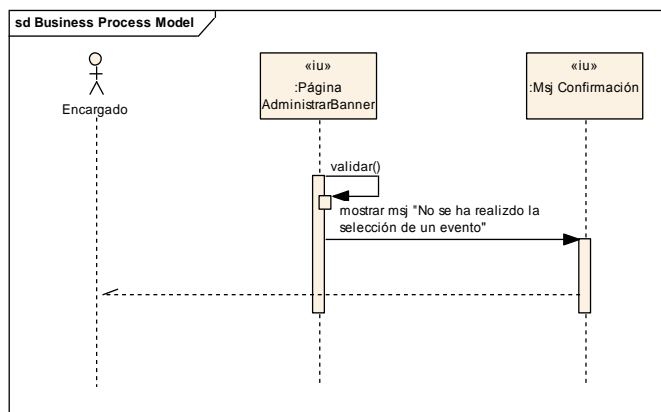 sd Business Process Model
Encargado
«iu»
:Página
AdministrarBanner
«iu»
:Msj Confirmación
validar()
mostrar msj "No se ha realizdo la
selección de un evento"